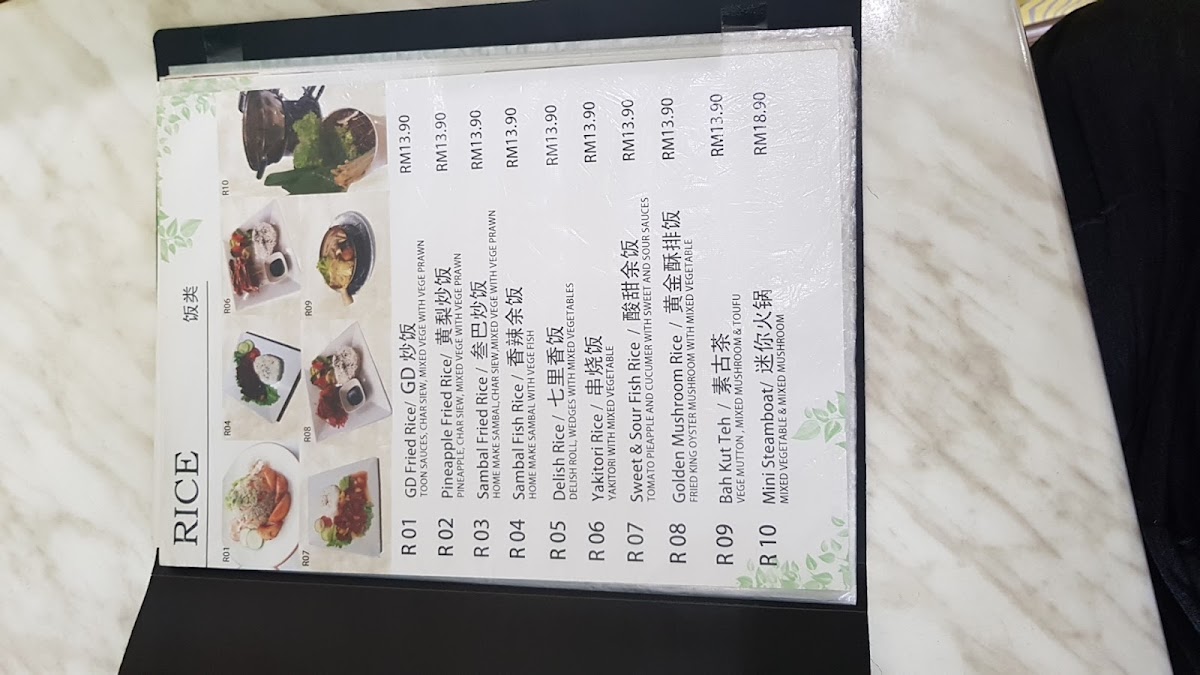 RICE 饭类
R01
R04
R06
R10
R07
R08
R09
R 01 GD Fried Rice/ GD 炒饭 RM13.90
TOON SAUCES, CHAR SIEW, MIXED VEGE WITH VEGE PRAWN
R 02 Pineapple Fried Rice/ 黄梨炒饭 RM13.90
PINEAPPLE, CHAR SIEW, MIXED VEGE WITH VEGE PRAWN
R 03 Sambal Fried Rice / 叁巴炒饭 RM13.90
HOME MAKE SAMBAL,CHAR SIEW,MIXED VEGE WITH VEGE PRAWN
R 04 Sambal Fish Rice / 香辣余饭 RM13.90
HOME MAKE SAMBAL WITH VEGE FISH
R 05 Delish Rice / 七里香饭 RM13.90
DELISH ROLL, WEDGES WITH MIXED VEGETABLES
R 06 Yakitori Rice / 串烧饭 RM13.90
YAKITORI WITH MIXED VEGETABLE
R 07 Sweet & Sour Fish Rice / 酸甜余饭 RM13.90
TOMATO PIEAPPLE AND CUCUMER WITH SWEET AND SOUR SAUCES
R 08 Golden Mushroom Rice / 黄金酥排饭 RM13.90
FRIED KING OYSTER MUSHROOOM WITH MIXED VEGETABLE
R 09 Bah Kut Teh / 素古茶 RM13.90
VEGE MUTTON , MIXED MUSHROOM & TOUFU
R 10 Mini Steamboat/ 迷你火锅 RM18.90
MIXED VEGETABLE & MIXED MUSHROOM